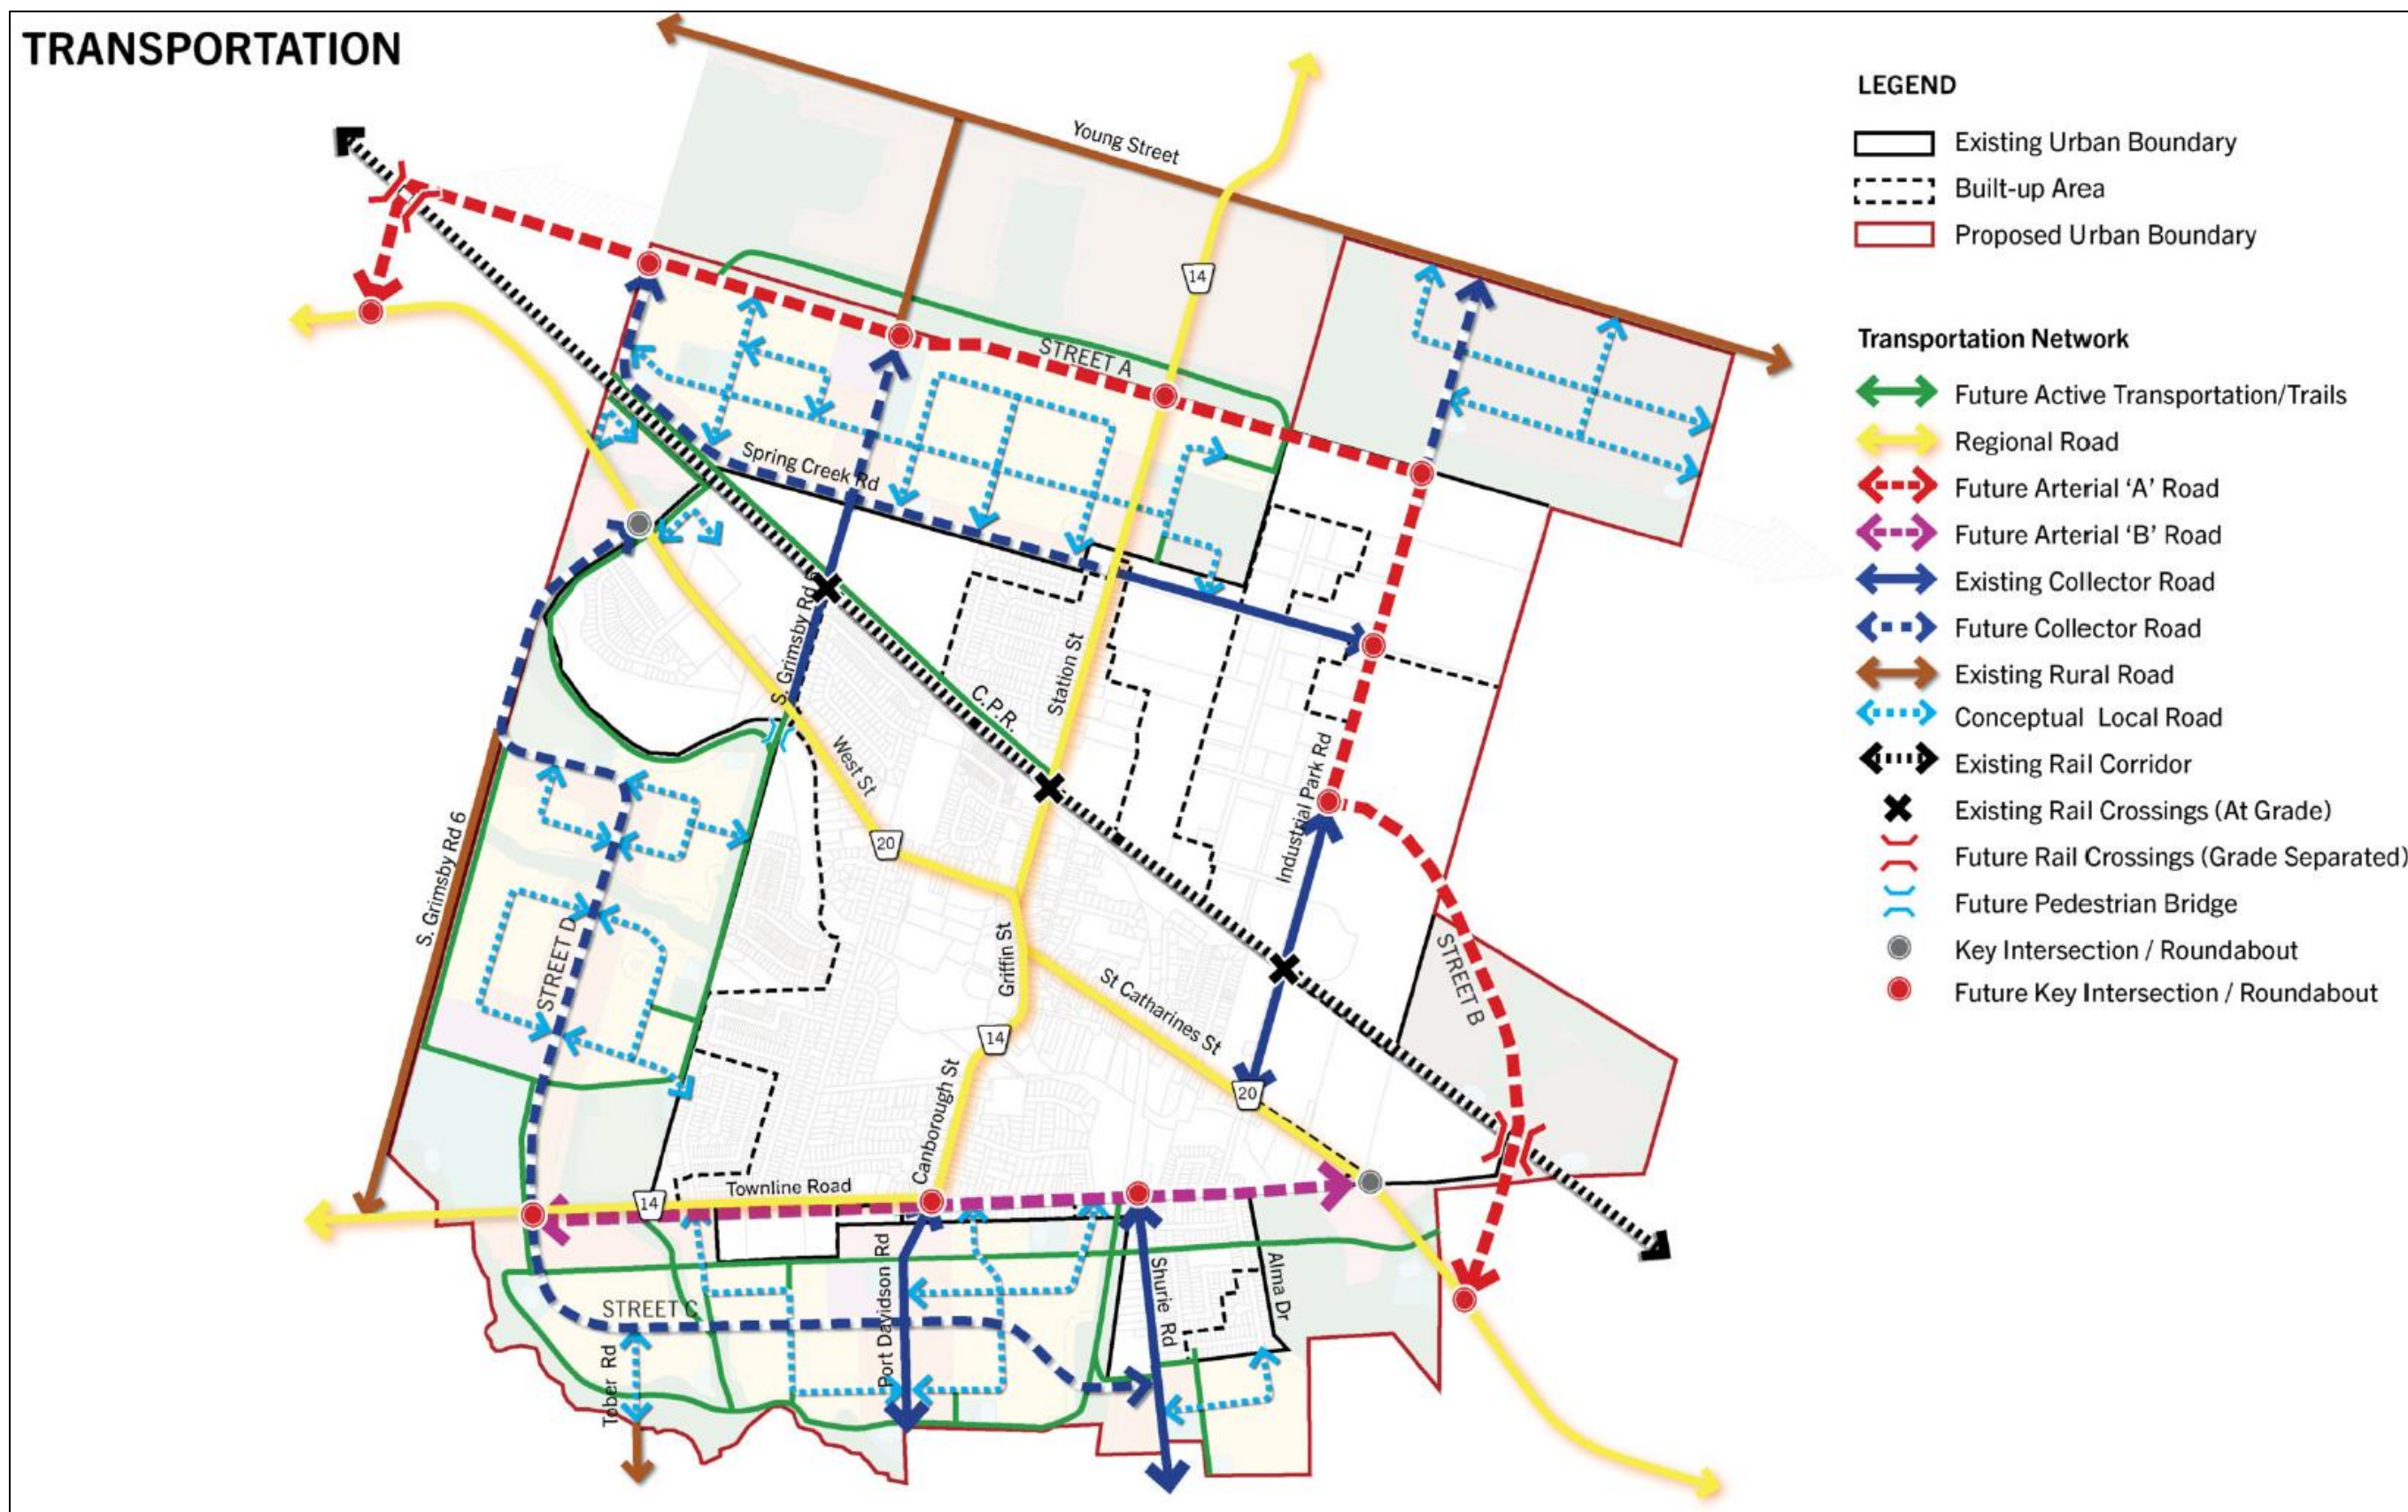 TRANSPORTATION
LEGEND
Existing Urban Boundary
Built-up Area
Proposed Urban Boundary
Transportation Network
Future Active Transportation/Trails
Regional Road
Future Arterial ‘A’ Road
Future Arterial ‘B’ Road
Existing Collector Road
Future Collector Road
Existing Rural Road
Conceptual Local Road
Existing Rail Corridor
Existing Rail Crossings (At Grade)
Future Rail Crossings (Grade Separated)
Future Pedestrian Bridge
Key Intersection / Roundabout
Future Key Intersection / Roundabout
Young Street
14
STREET A
Spring Creek Rd
S. Grimsby Rd 6
Station St
C.P.R.
West St
20
Industrial Park Rd
S. Grimsby Rd 6
STREET D
Griffin St
STREET B
St Catharines St
14
20
Canborough St
Townline Road
14
Port Davidson Rd
Shurie Rd
Alma Dr
STREET C
Tober Rd